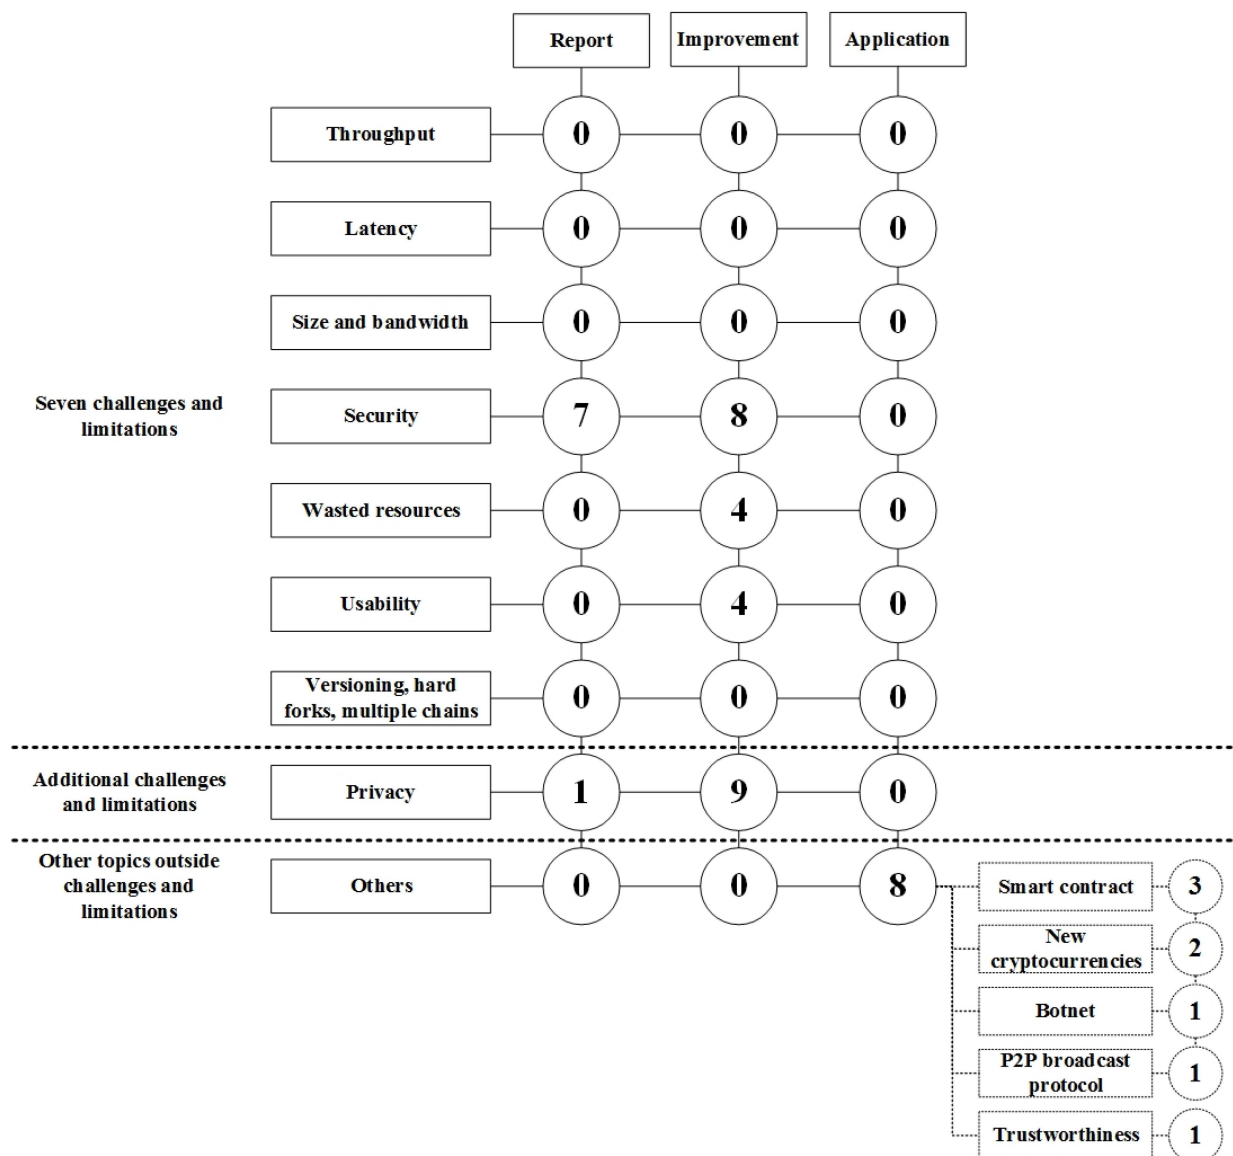 Report Improvement Application
Throughput 0 0 0
Latency 0 0 0
Size and bandwidth 0 0 0
Seven challenges and
limitations
Security 7 8 0
Wasted resources 0 4 0
Usability 0 4 0
Versioning, hard
forks, multiple chains
0 0 0
Additional challenges
and limitations
Privacy 1 9 0
Other topics outside
challenges and
limitations
Others 0 0 8
Smart contract 3
New
cryptocurrencies
2
Botnet 1
P2P broadcast
protocol
1
Trustworthiness 1